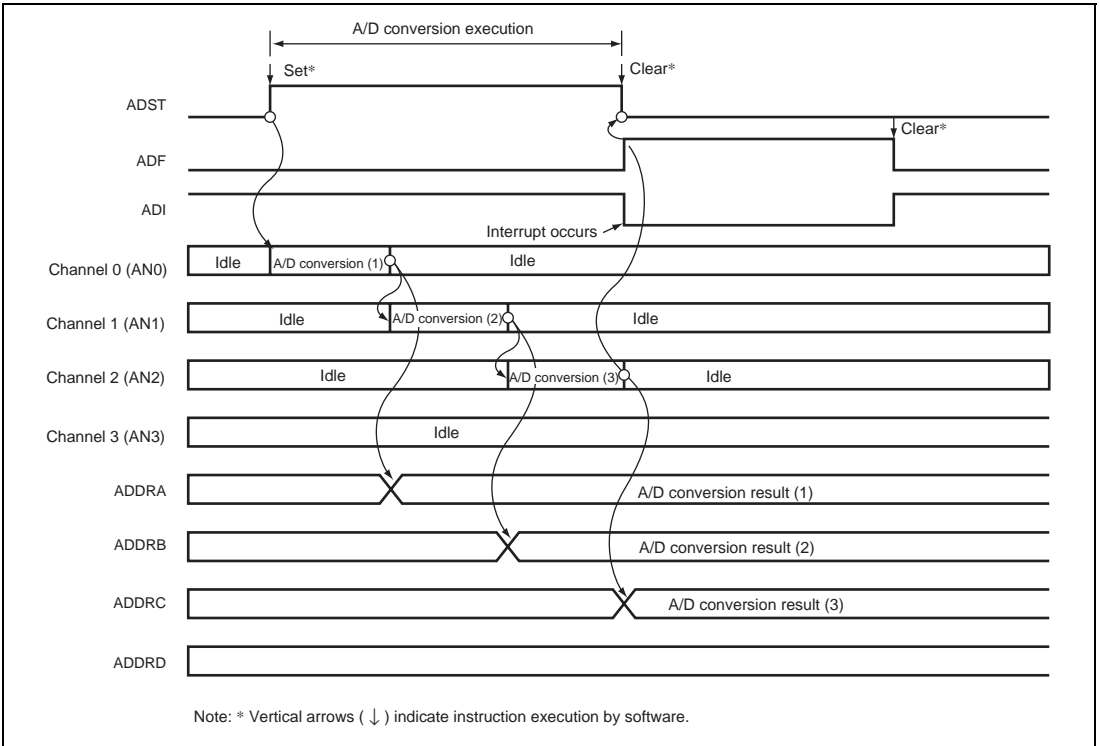 A/D conversion execution
Set*
Clear*
ADST
Clear*
ADF
ADI
Interrupt occurs
Channel 0 (AN0)
Idle
A/D conversion (1)
Idle
Channel 1 (AN1)
Idle
A/D conversion (2)
Idle
Channel 2 (AN2)
Idle
A/D conversion (3)
Idle
Channel 3 (AN3)
Idle
ADDRA
A/D conversion result (1)
ADDRB
A/D conversion result (2)
ADDRC
A/D conversion result (3)
ADDRD
Note: * Vertical arrows ( ↓ ) indicate instruction execution by software.